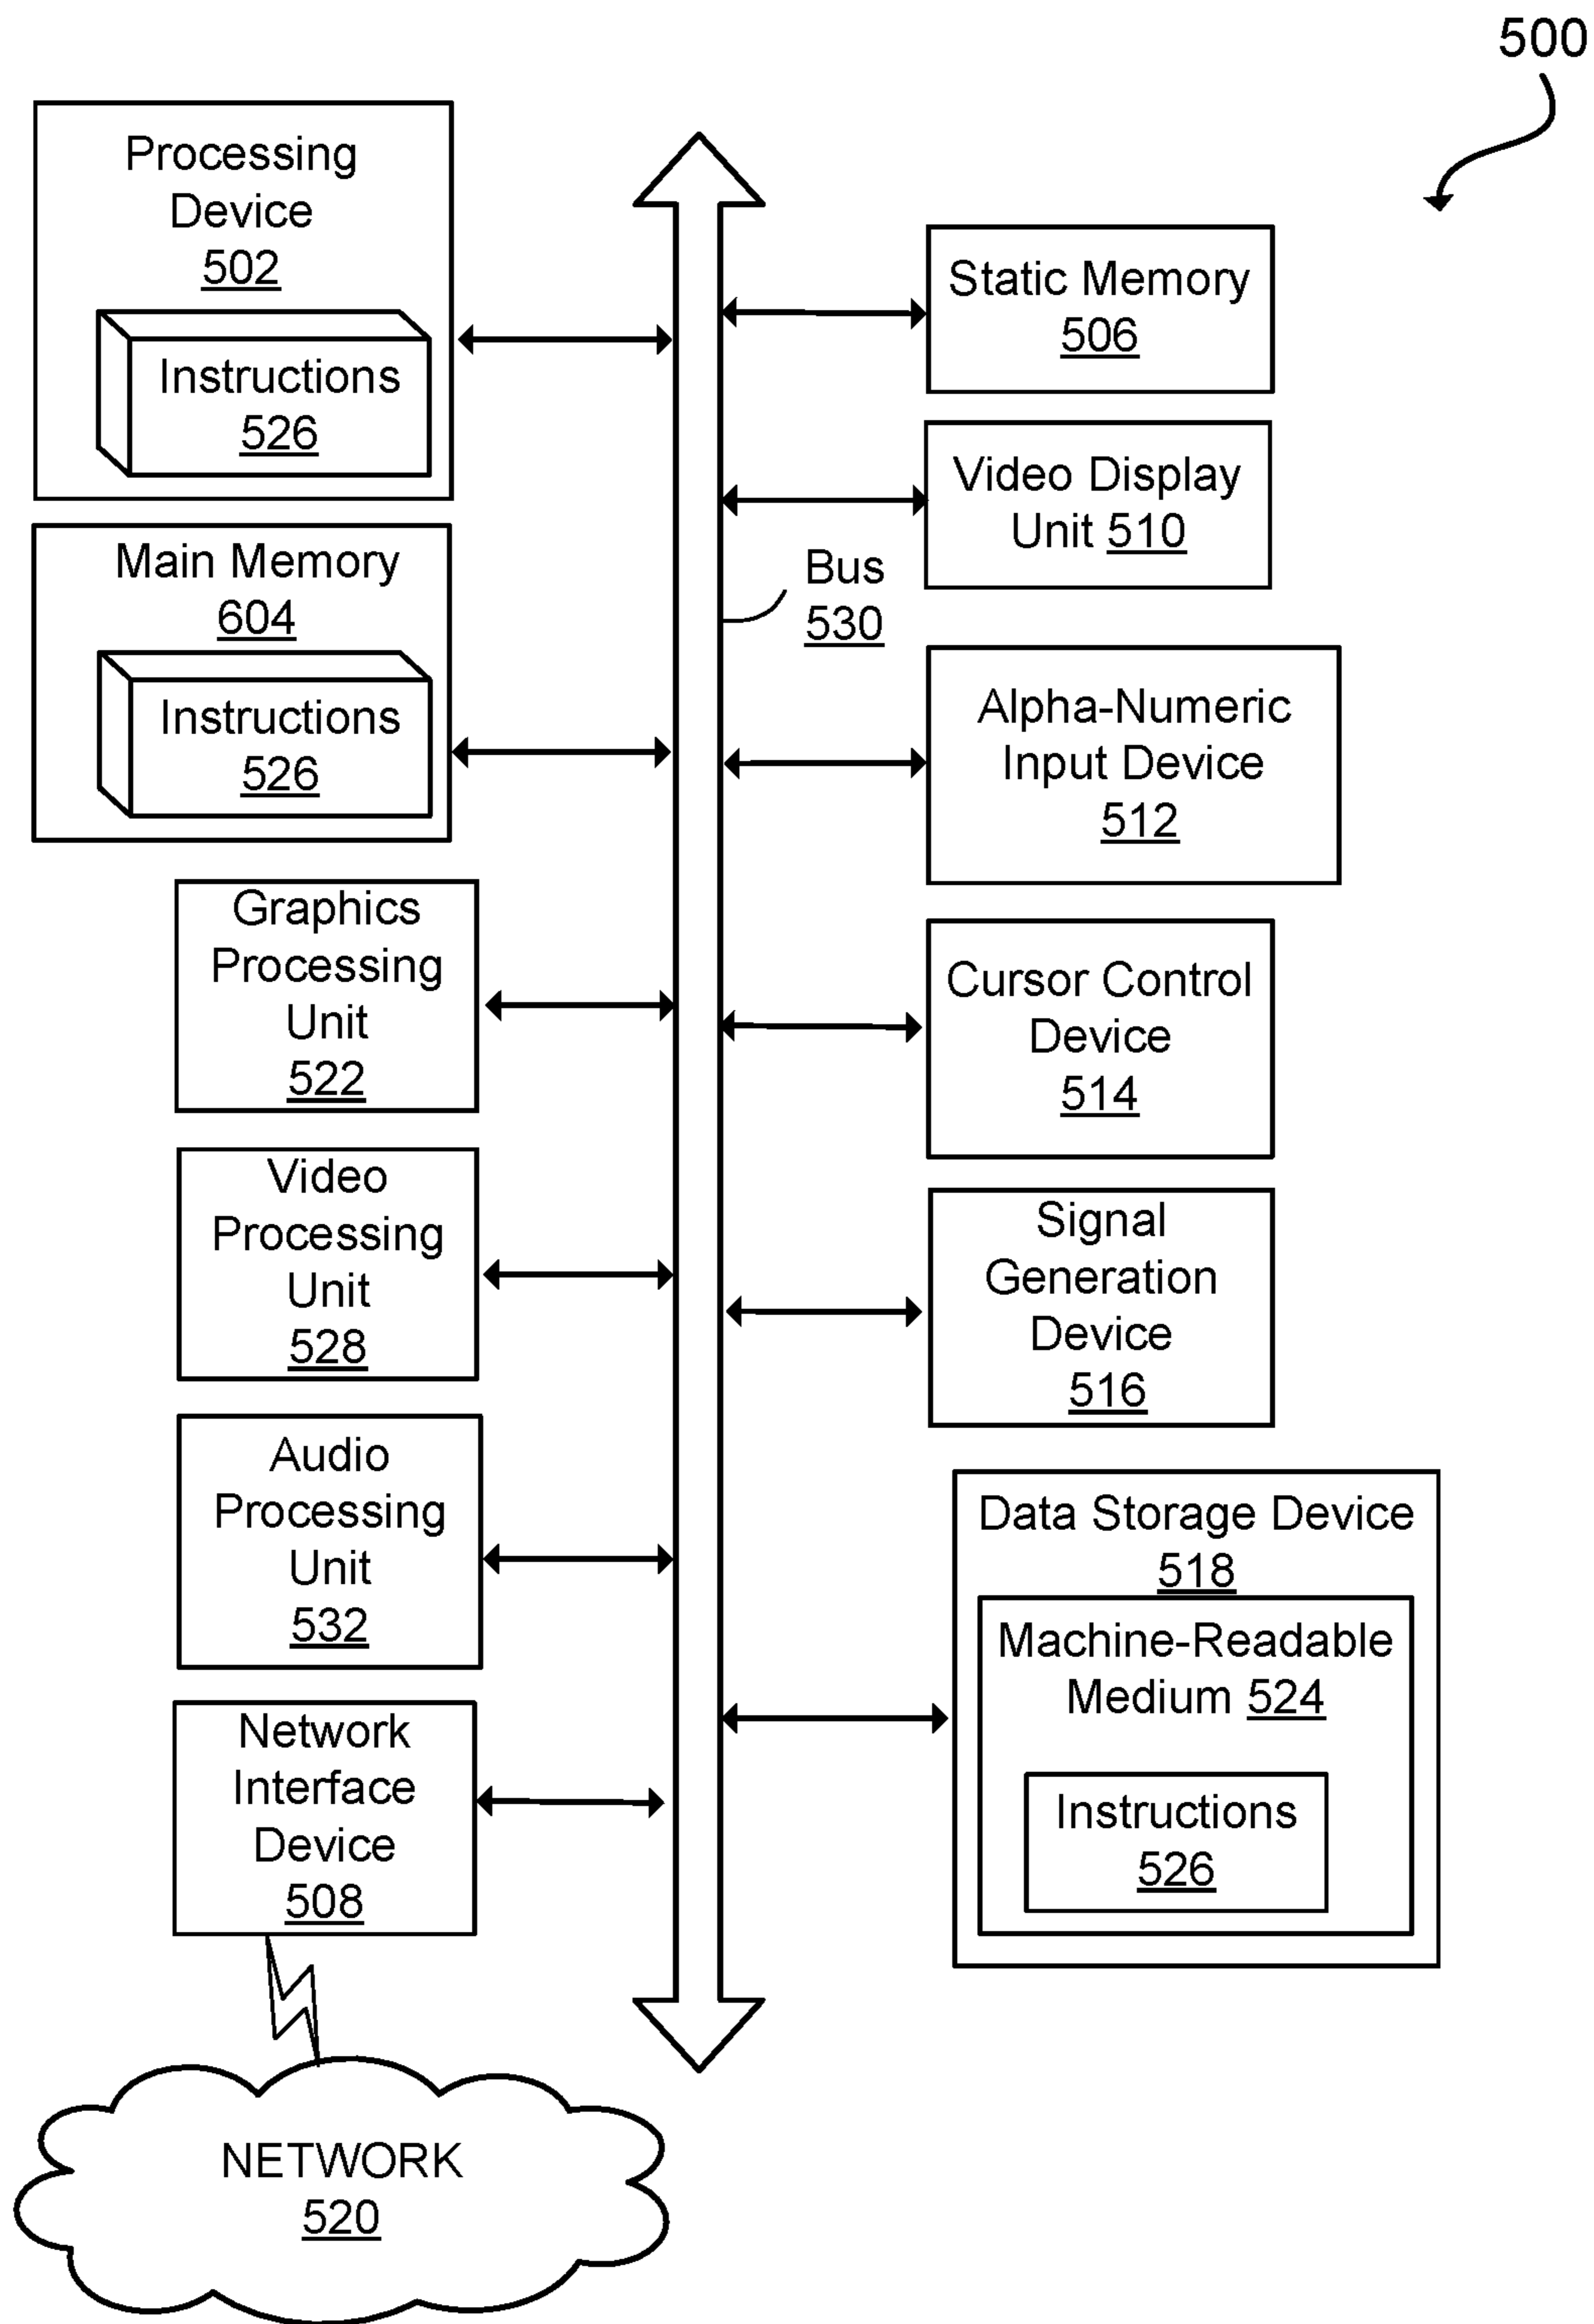 500
Processing
Device
502
Instructions
526
Main Memory
604
Instructions
526
Graphics
Processing
Unit
522
Video
Processing
Unit
528
Audio
Processing
Unit
532
Network
Interface
Device
508
NETWORK
520
Bus
530
Static Memory
506
Video Display
Unit 510
Alpha-Numeric
Input Device
512
Cursor Control
Device
514
Signal
Generation
Device
516
Data Storage Device
518
Machine-Readable
Medium 524
Instructions
526